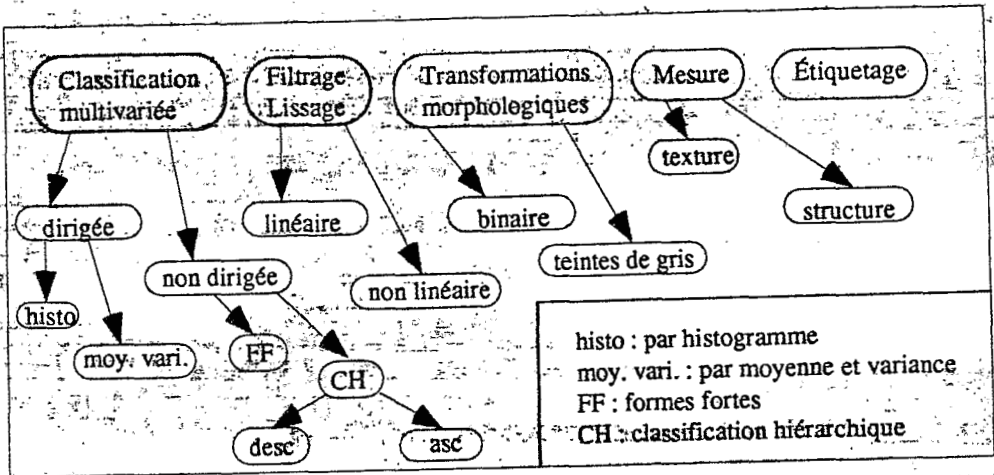 Classification
multivariée
Filtrage
Lissage
Transformations
morphologiques
Mesure
Étiquetage
texture
dirigée
linéaire
binaire
structure
non dirigée
non linéaire
teintes de gris
histo
moy. vari.
FF
CH
desc
asc
histo : par histogramme
moy. vari. : par moyenne et variance
FF : formes fortes
CH : classification hiérarchique